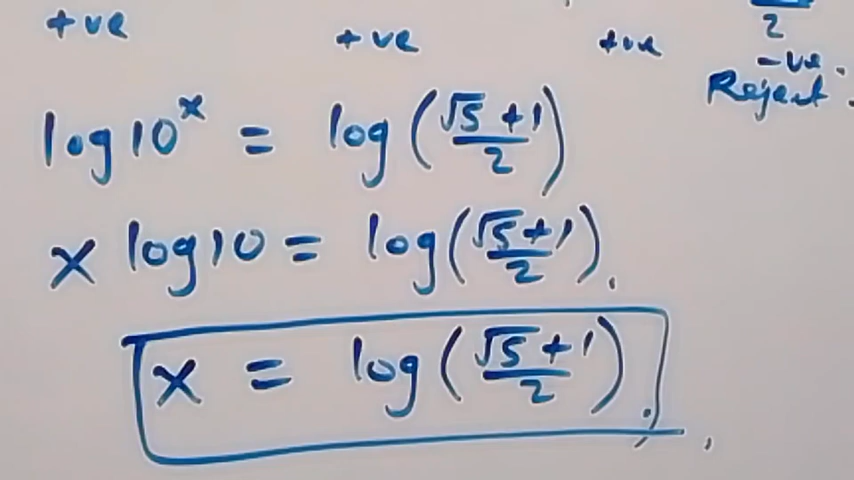 +ve +ve +ve 2
-ve.
Reject.
log 10^x = log(√5+1/2)
x log 10 = log(√5+1/2).
x = log(√5+1/2).